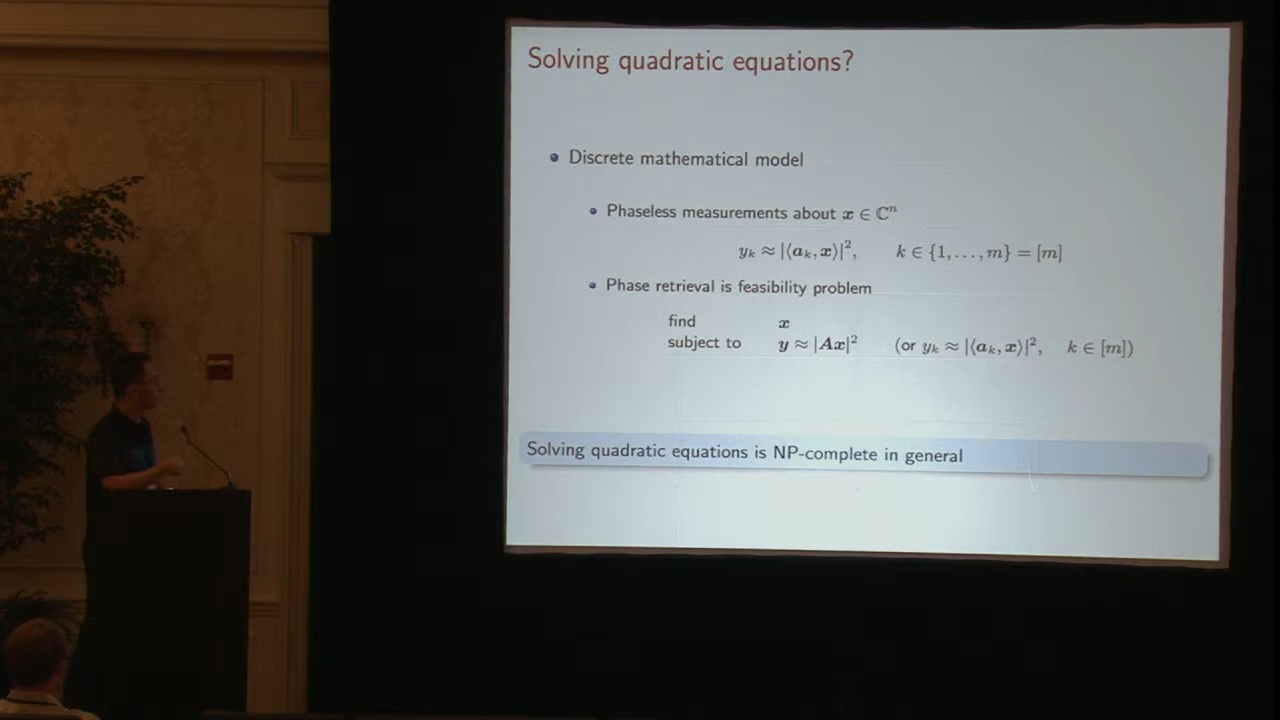 Solving quadratic equations?
Discrete mathematical model
Phaseless measurements about x ∈ ℂⁿ
yₖ ≈ |⟨aₖ, x⟩|², k ∈ {1, . . . , m} = [m]
Phase retrieval is feasibility problem
find x
subject to y ≈ |Ax|² (or yₖ ≈ |⟨aₖ, x⟩|², k ∈ [m])
Solving quadratic equations is NP-complete in general